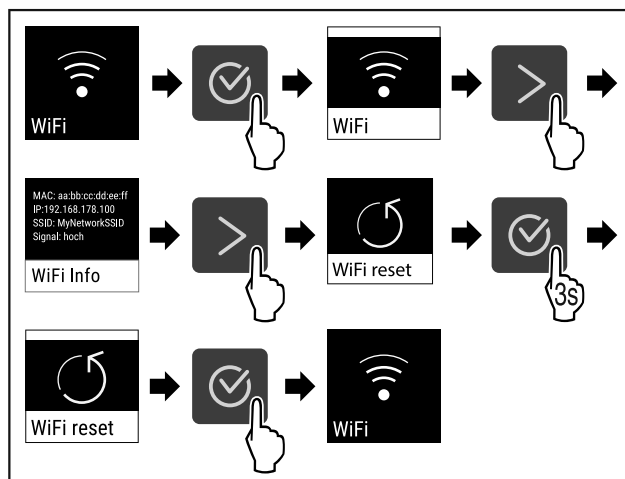 WiFi
WiFi
MAC: aa:bb:cc:dd:ee:ff
IP:192.168.178.100
SSID: MyNetworkSSID
Signal: hoch
WiFi Info
WiFi reset
3s
WiFi reset
WiFi